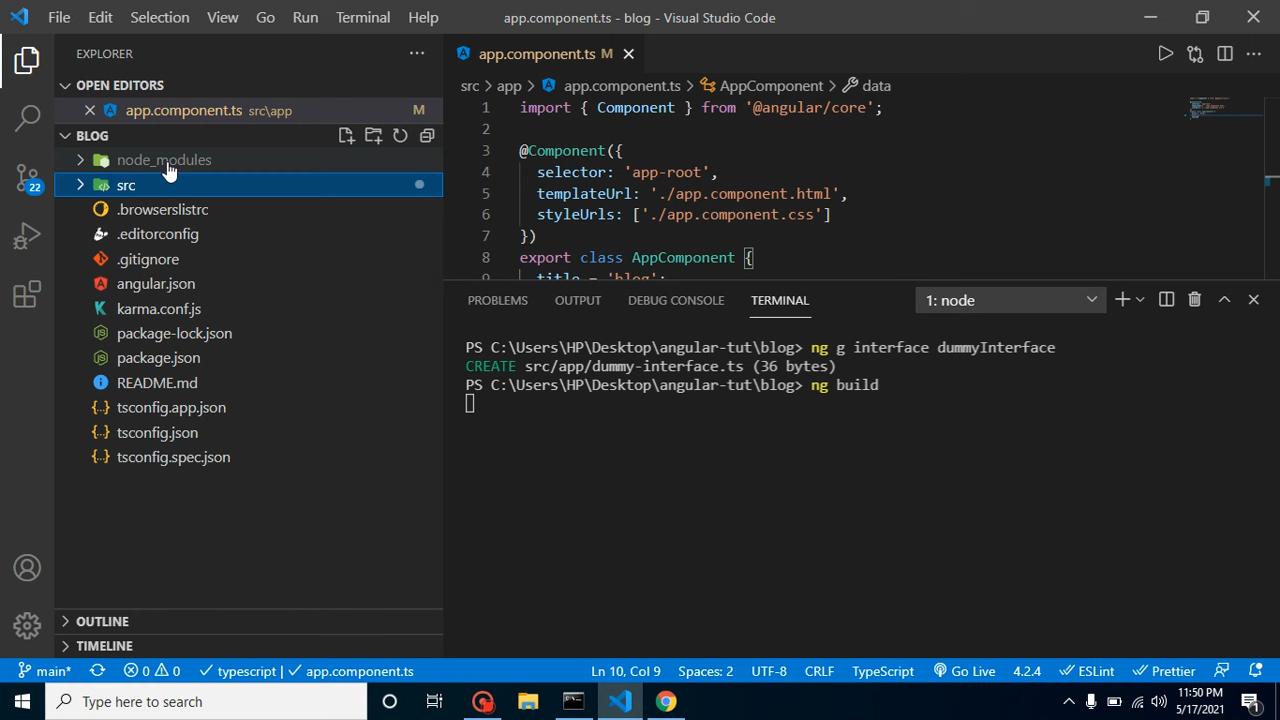 File Edit Selection View Go Run Terminal Help
app.component.ts - blog - Visual Studio Code
EXPLORER
OPEN EDITORS
app.component.ts src\app M
BLOG
node_modules
src
.browserslistrc
.editorconfig
.gitignore
angular.json
karma.conf.js
package-lock.json
package.json
README.md
tsconfig.app.json
tsconfig.json
tsconfig.spec.json
OUTLINE
TIMELINE
22
app.component.ts M
src > app > app.component.ts > AppComponent > data
1 import { Component } from '@angular/core';
2
3 @Component({
4 selector: 'app-root',
5 templateUrl: './app.component.html',
6 styleUrls: ['./app.component.css']
7 })
8 export class AppComponent {
9 title = 'blog';
PROBLEMS OUTPUT DEBUG CONSOLE TERMINAL
1: node
PS C:\Users\HP\Desktop\angular-tut\blog> ng g interface dummyInterface
CREATE src/app/dummy-interface.ts (36 bytes)
PS C:\Users\HP\Desktop\angular-tut\blog> ng build
main* 0 0 typescript | app.component.ts
Ln 10, Col 9 Spaces: 2 UTF-8 CRLF TypeScript Go Live 4.2.4 ESLint Prettier
Type here to search
11:50 PM
5/17/2021
1